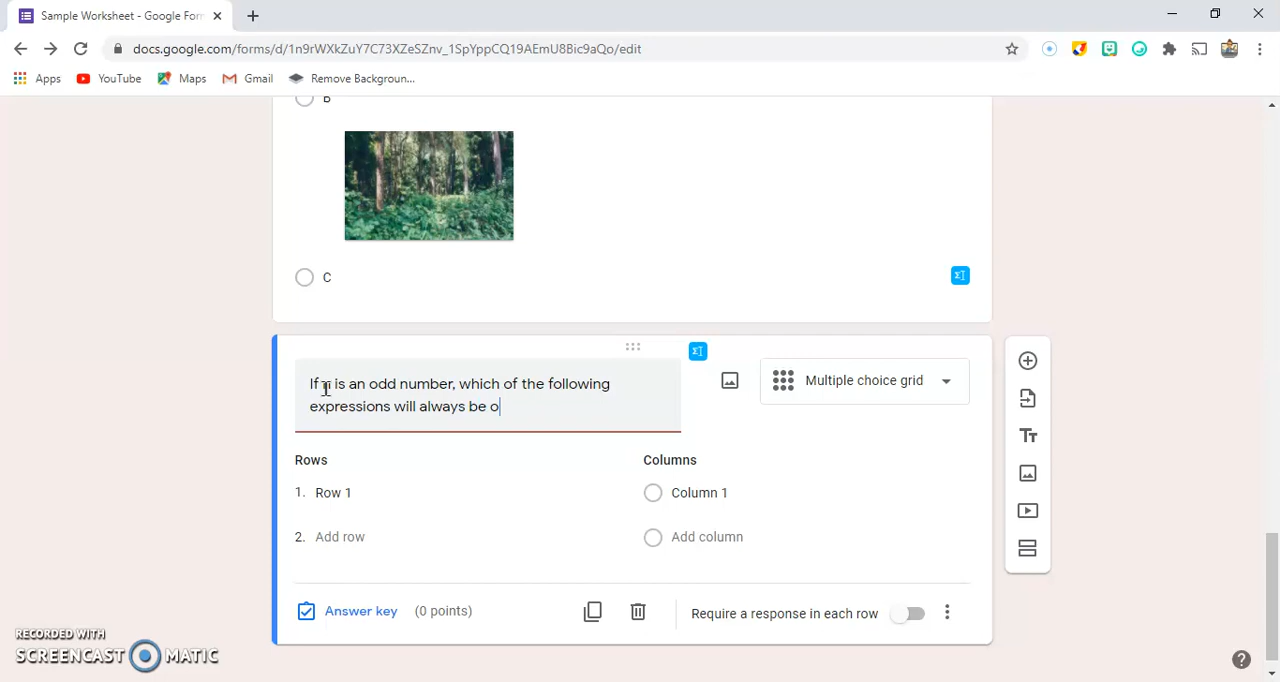 Sample Worksheet - Google Form
docs.google.com/forms/d/1n9rWXkZuY7C73XZeSZnv_1SpYppCQ19AEmU8Bic9aQo/edit
Apps YouTube Maps Gmail Remove Backgroun...
B
C
If is an odd number, which of the following
expressions will always be o
Multiple choice grid
Rows Columns
1. Row 1 Column 1
2. Add row Add column
Answer key (0 points) Require a response in each row
RECORDED WITH
SCREENCAST MATIC